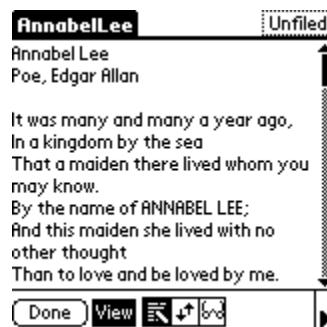 AnnabelLee
Unfiled
Annabel Lee
Poe, Edgar Allan
It was many and many a year ago,
In a kingdom by the sea
That a maiden there lived whom you
may know.
By the name of ANNABEL LEE;
And this maiden she lived with no
other thought
Than to love and be loved by me.
Done
View